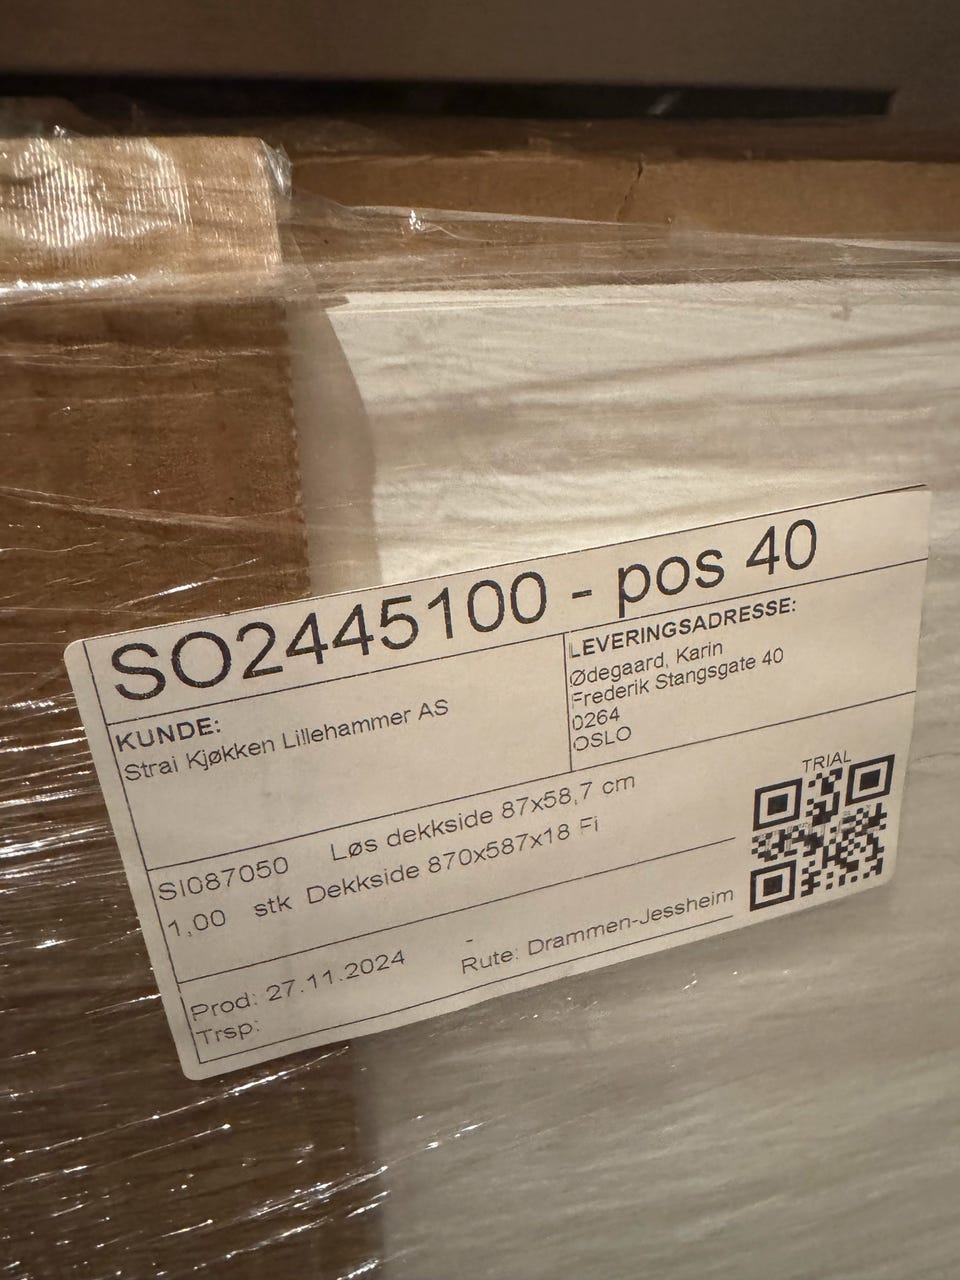 SO2445100 - pos 40
KUNDE:
Strai Kjøkken Lillehammer AS
LEVERINGSADRESSE:
Ødegaard, Karin
Frederik Stangsgate 40
0264
OSLO
SI087050 Løs dekkside 87x58,7 cm
1,00 stk Dekkside 870x587x18 Fi
TRIAL
Prod: 27.11.2024 -
Rute: Drammen-Jessheim
Trsp: